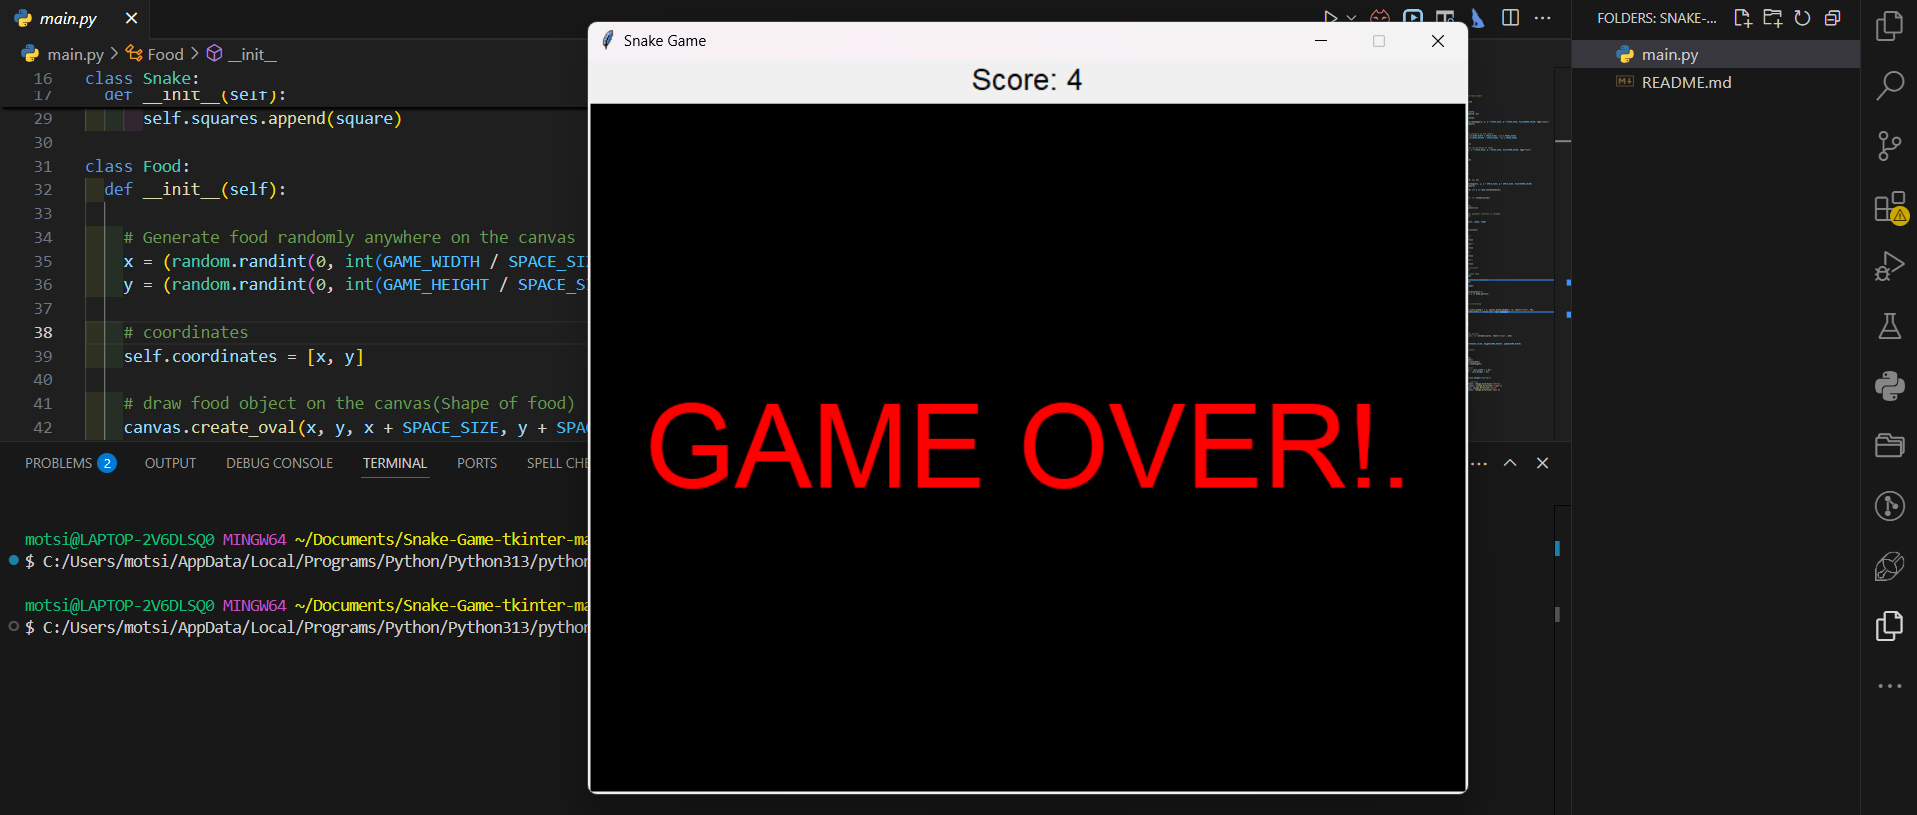 main.py
main.py > Food > __init__
16 class Snake:
17 def __init__(self):
29 self.squares.append(square)
30
31 class Food:
32 def __init__(self):
33
34 # Generate food randomly anywhere on the canvas
35 x = (random.randint(0, int(GAME_WIDTH / SPACE_SI
36 y = (random.randint(0, int(GAME_HEIGHT / SPACE_S
37
38 # coordinates
39 self.coordinates = [x, y]
40
41 # draw food object on the canvas(Shape of food)
42 canvas.create_oval(x, y, x + SPACE_SIZE, y + SPA
PROBLEMS 2 OUTPUT DEBUG CONSOLE TERMINAL PORTS SPELL CHE
motsi@LAPTOP-2V6DLSQ0 MINGW64 ~/Documents/Snake-Game-tkinter-ma
$ C:/Users/motsi/AppData/Local/Programs/Python/Python313/python
motsi@LAPTOP-2V6DLSQ0 MINGW64 ~/Documents/Snake-Game-tkinter-ma
$ C:/Users/motsi/AppData/Local/Programs/Python/Python313/python
Snake Game
Score: 4
GAME OVER!.
FOLDERS: SNAKE-...
main.py
README.md